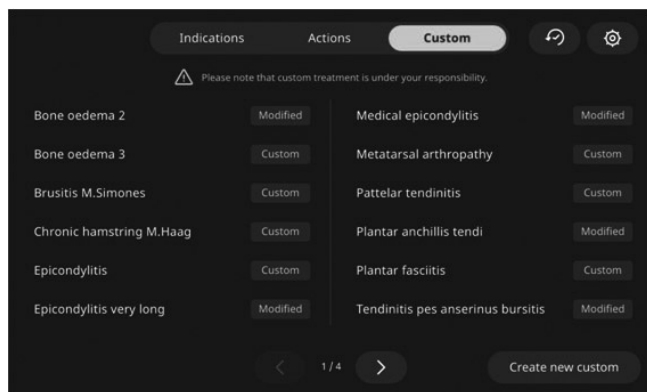 Indications Actions Custom
Please note that custom treatment is under your responsibility.
Bone oedema 2 Modified
Bone oedema 3 Custom
Brusitis M.Simones Custom
Chronic hamstring M.Haag Custom
Epicondylitis Custom
Epicondylitis very long Modified
Medical epicondylitis Modified
Metatarsal arthropathy Custom
Pattelar tendinitis Custom
Plantar anchillis tendi Modified
Plantar fasciitis Custom
Tendinitis pes anserinus bursitis Modified
1/4
Create new custom